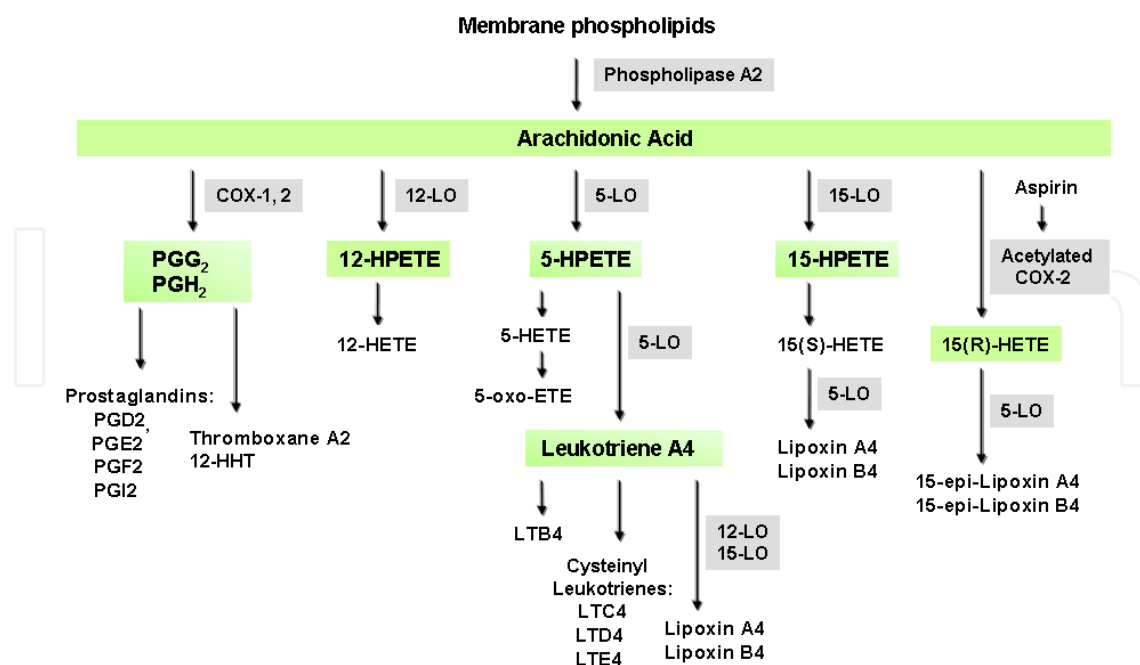 Membrane phospholipids
Phospholipase A2
Arachidonic Acid
COX-1, 2
12-LO
5-LO
15-LO
Aspirin
Acetylated
COX-2
PGG2
PGH2
12-HPETE
5-HPETE
15-HPETE
12-HETE
5-HETE
5-LO
15(S)-HETE
15(R)-HETE
5-oxo-ETE
5-LO
5-LO
Prostaglandins:
PGD2,
PGE2
PGF2
PGI2
Thromboxane A2
12-HHT
Leukotriene A4
Lipoxin A4
Lipoxin B4
15-epi-Lipoxin A4
15-epi-Lipoxin B4
LTB4
12-LO
15-LO
Cysteinyl
Leukotrienes:
LTC4
LTD4
LTE4
Lipoxin A4
Lipoxin B4